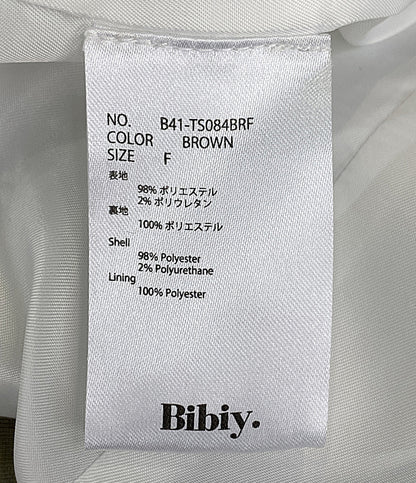 NO. B41-TS084BRF
COLOR BROWN
SIZE F
表地
98% ポリエステル
2% ポリウレタン
裏地
100% ポリエステル
Shell
98% Polyester
2% Polyurethane
Lining
100% Polyester
Bibiy.